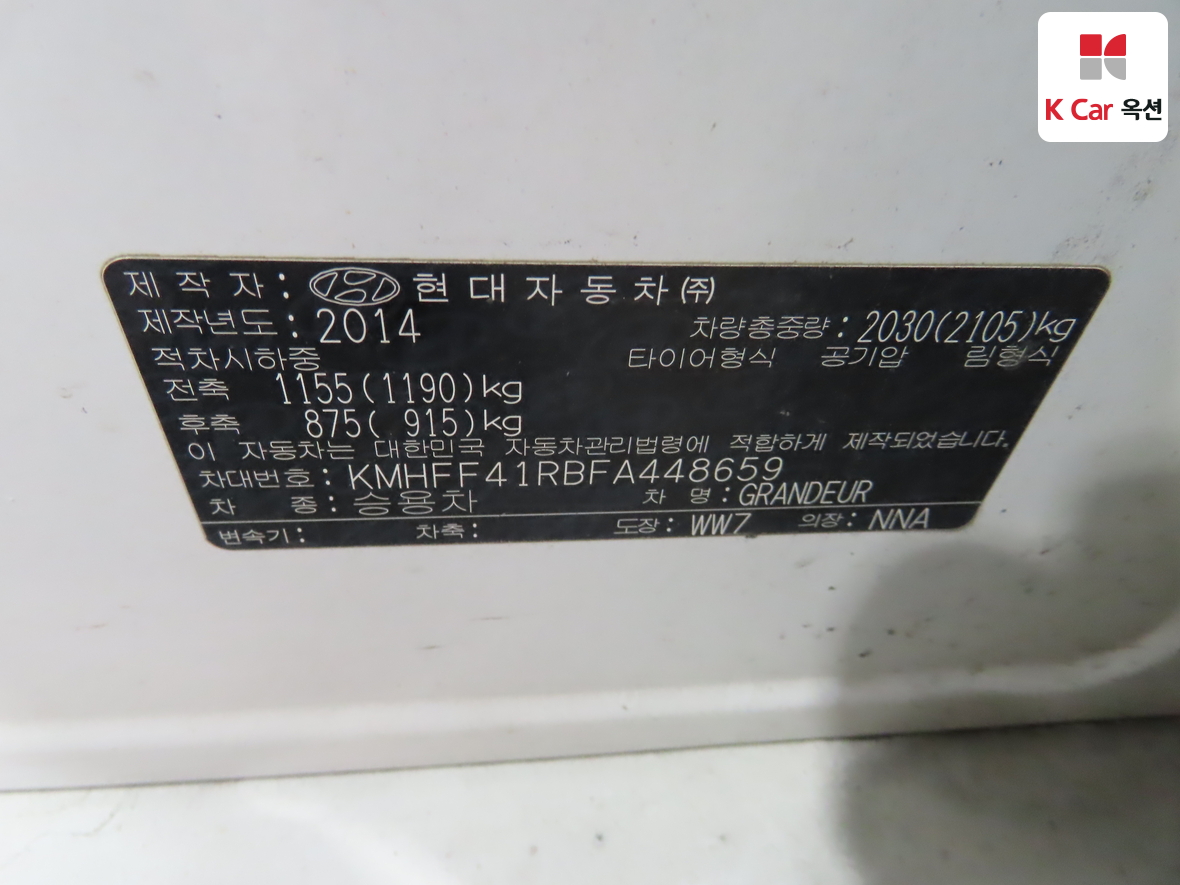 K Car 옥션
제 작 자 : 현 대 자 동 차 ㈜
제작년도 : 2014 차량총중량 : 2030(2105)kg
적차시하중 타이어형식 공기압 림형식
전축 1155(1190)kg
후축 875( 915)kg
이 자동차는 대한민국 자동차관리법령에 적합하게 제작되었습니다.
차대번호 : KMHFF41RBFA448659
차 종 : 승용차 차 명 : GRANDEUR
변속기 : 차축 : 도장 : WW7 의장 : NNA